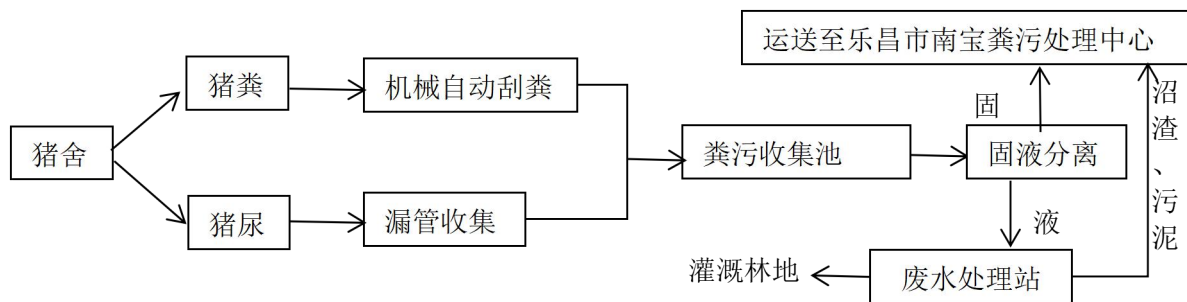 运送至乐昌市南宝粪污处理中心
猪粪
机械自动刮粪
固
沼渣、污泥
猪舍
粪污收集池
固液分离
猪尿
漏管收集
液
灌溉林地
废水处理站